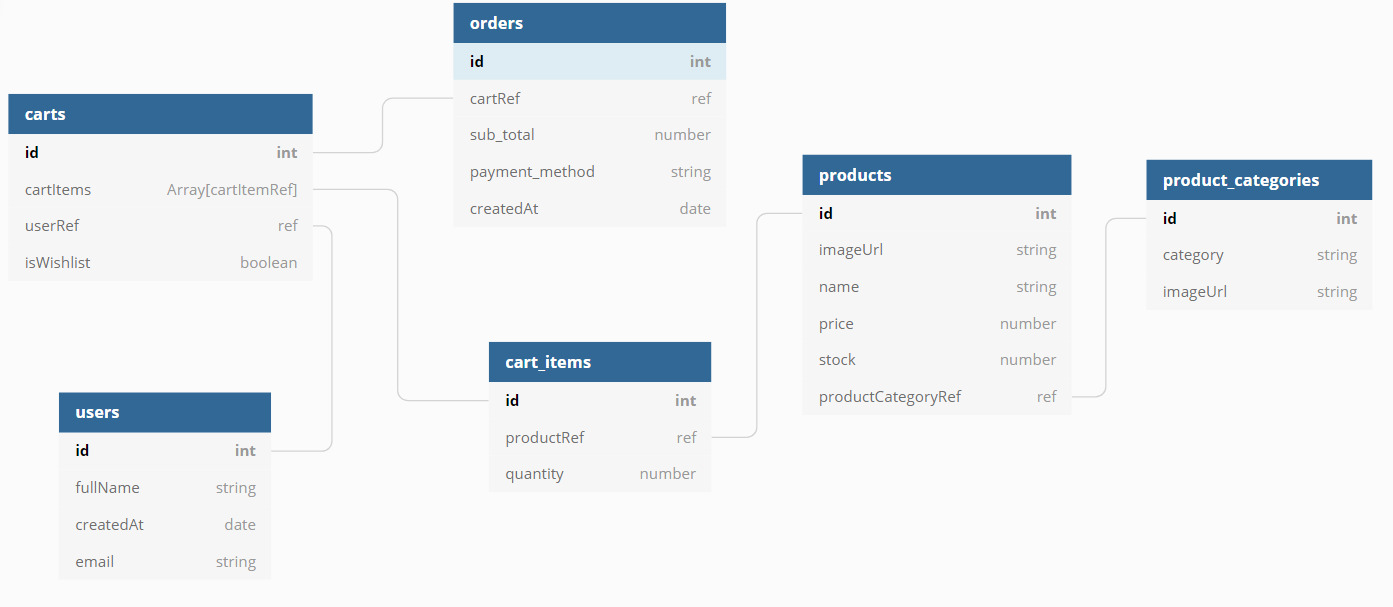 orders
id int
cartRef ref
sub_total number
payment_method string
createdAt date
carts
id int
cartItems Array[cartItemRef]
userRef ref
isWishlist boolean
products
id int
imageUrl string
name string
price number
stock number
productCategoryRef ref
product_categories
id int
category string
imageUrl string
cart_items
id int
productRef ref
quantity number
users
id int
fullName string
createdAt date
email string